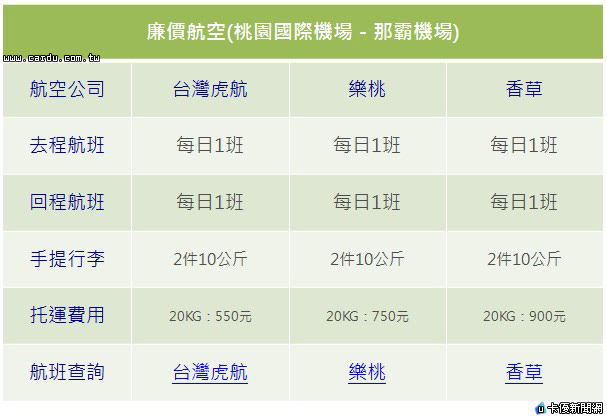 廉價航空(桃園國際機場 - 那霸機場)
www.cardu.com.tw
航空公司 台灣虎航 樂桃 香草
去程航班 每日1班 每日1班 每日1班
回程航班 每日1班 每日1班 每日1班
手提行李 2件10公斤 2件10公斤 2件10公斤
托運費用 20KG：550元 20KG：750元 20KG：900元
航班查詢 台灣虎航 樂桃 香草
u 卡優新聞網